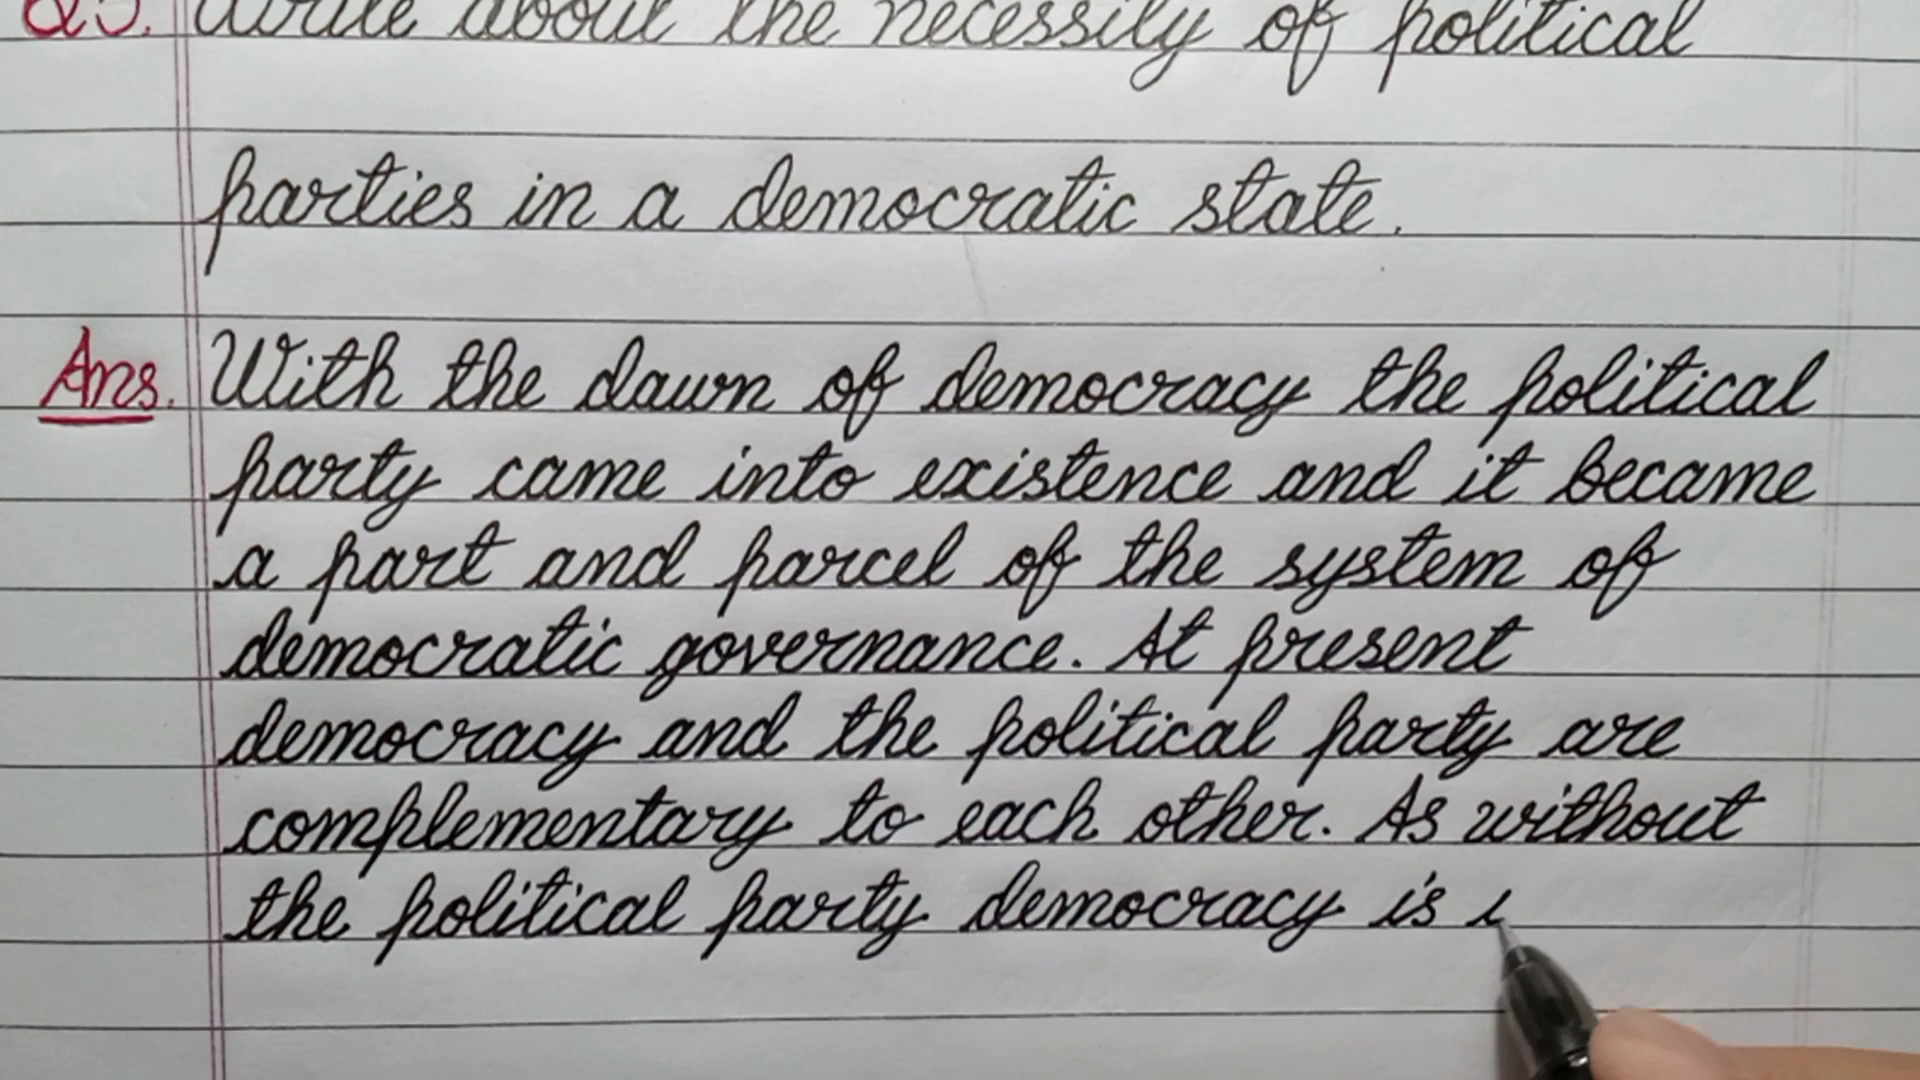 Q5. Write about the necessity of political
parties in a democratic state.
Ans. With the dawn of democracy the political
party came into existence and it became
a part and parcel of the system of
democratic governance. At present
democracy and the political party are
complementary to each other. As without
the political party democracy is i